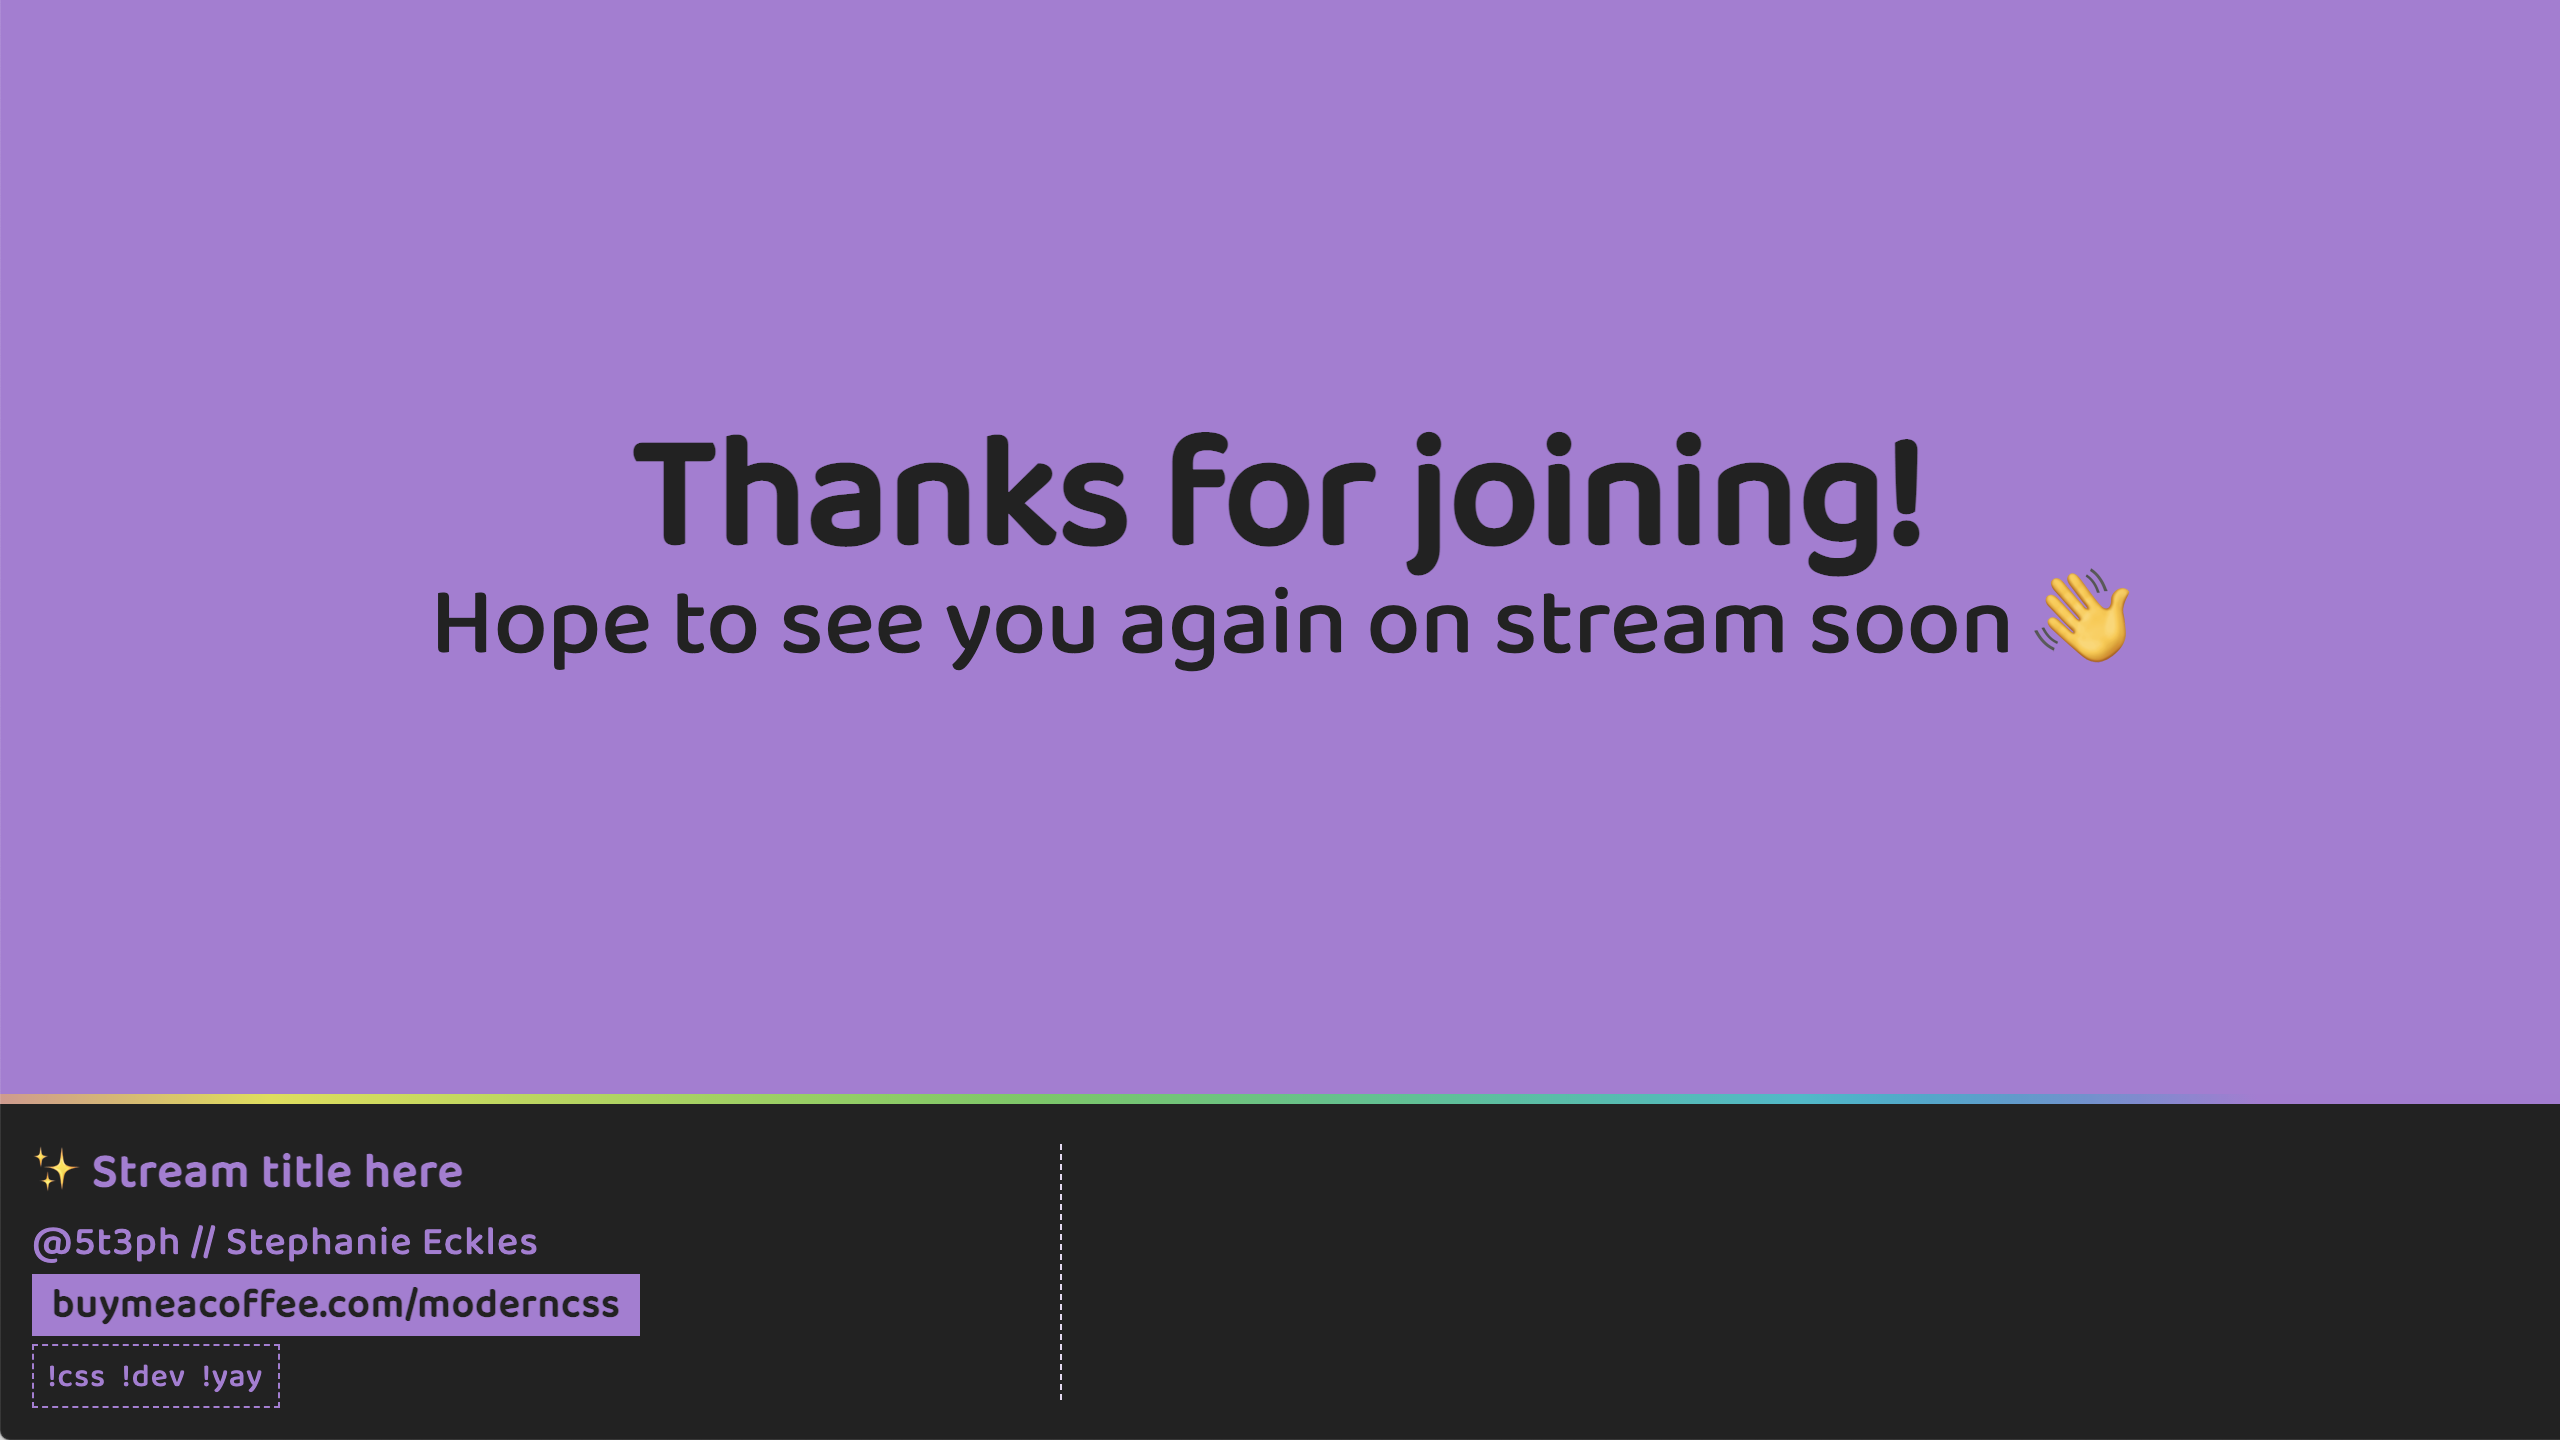 Thanks for joining!
Hope to see you again on stream soon 👋
✨ Stream title here
@5t3ph // Stephanie Eckles
buymeacoffee.com/moderncss
!css !dev !yay